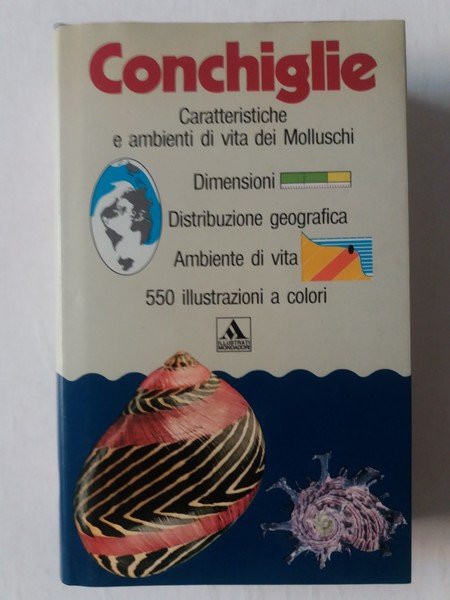 Conchiglie
Caratteristiche
e ambienti di vita dei Molluschi
Dimensioni
Distribuzione geografica
Ambiente di vita
550 illustrazioni a colori
ILLUSTRATI
MONDADORI